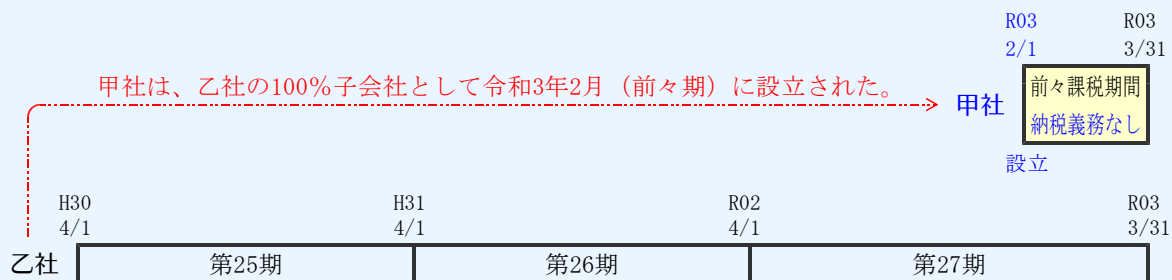 R03 R03
2/1 3/31
甲社は、乙社の100％子会社として令和3年2月（前々期）に設立された。
前々課税期間
甲社
納税義務なし
設立
H30 H31 R02 R03
4/1 4/1 4/1 3/31
乙社 第25期 第26期 第27期